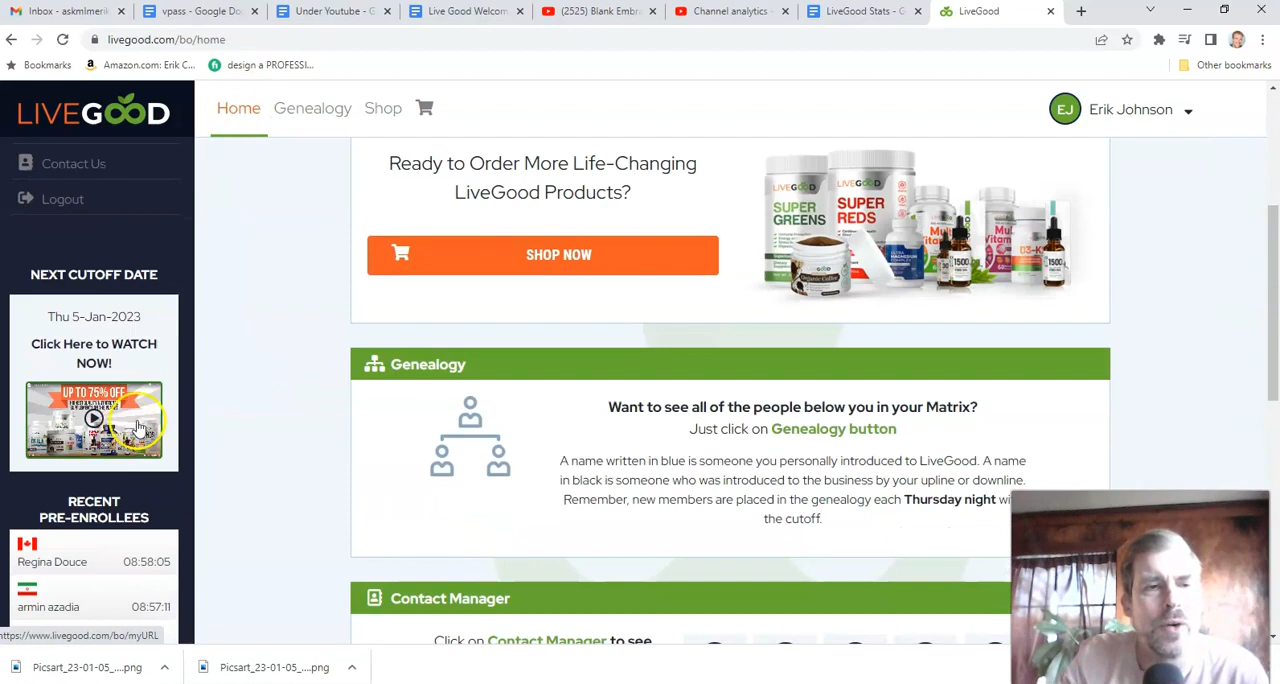 Inbox - askmlmerik
vpass - Google Do
Under Youtube - G
Live Good Welcom
(2525) Blank Embra
Channel analytics -
LiveGood Stats - G
LiveGood
livegood.com/bo/home
Bookmarks
Amazon.com: Erik C...
design a PROFESSI...
Other bookmarks
LIVEGOOD
Home
Genealogy
Shop
EJ
Erik Johnson
Contact Us
Logout
NEXT CUTOFF DATE
Thu 5-Jan-2023
Click Here to WATCH
NOW!
UP TO 75% OFF
RECENT
PRE-ENROLLEES
Regina Douce
08:58:05
armin azadia
08:57:11
https://www.livegood.com/bo/myURL
Ready to Order More Life-Changing
LiveGood Products?
SHOP NOW
LIVEGOOD
SUPER
GREENS
LIVEGOOD
SUPER
REDS
D3-K
1500
1500
Genealogy
Want to see all of the people below you in your Matrix?
Just click on Genealogy button
A name written in blue is someone you personally introduced to LiveGood. A name
in black is someone who was introduced to the business by your upline or downline.
Remember, new members are placed in the genealogy each Thursday night wi
the cutoff.
Contact Manager
Click on Contact Manager to see
Picsart_23-01-05_....png
Picsart_23-01-05_....png